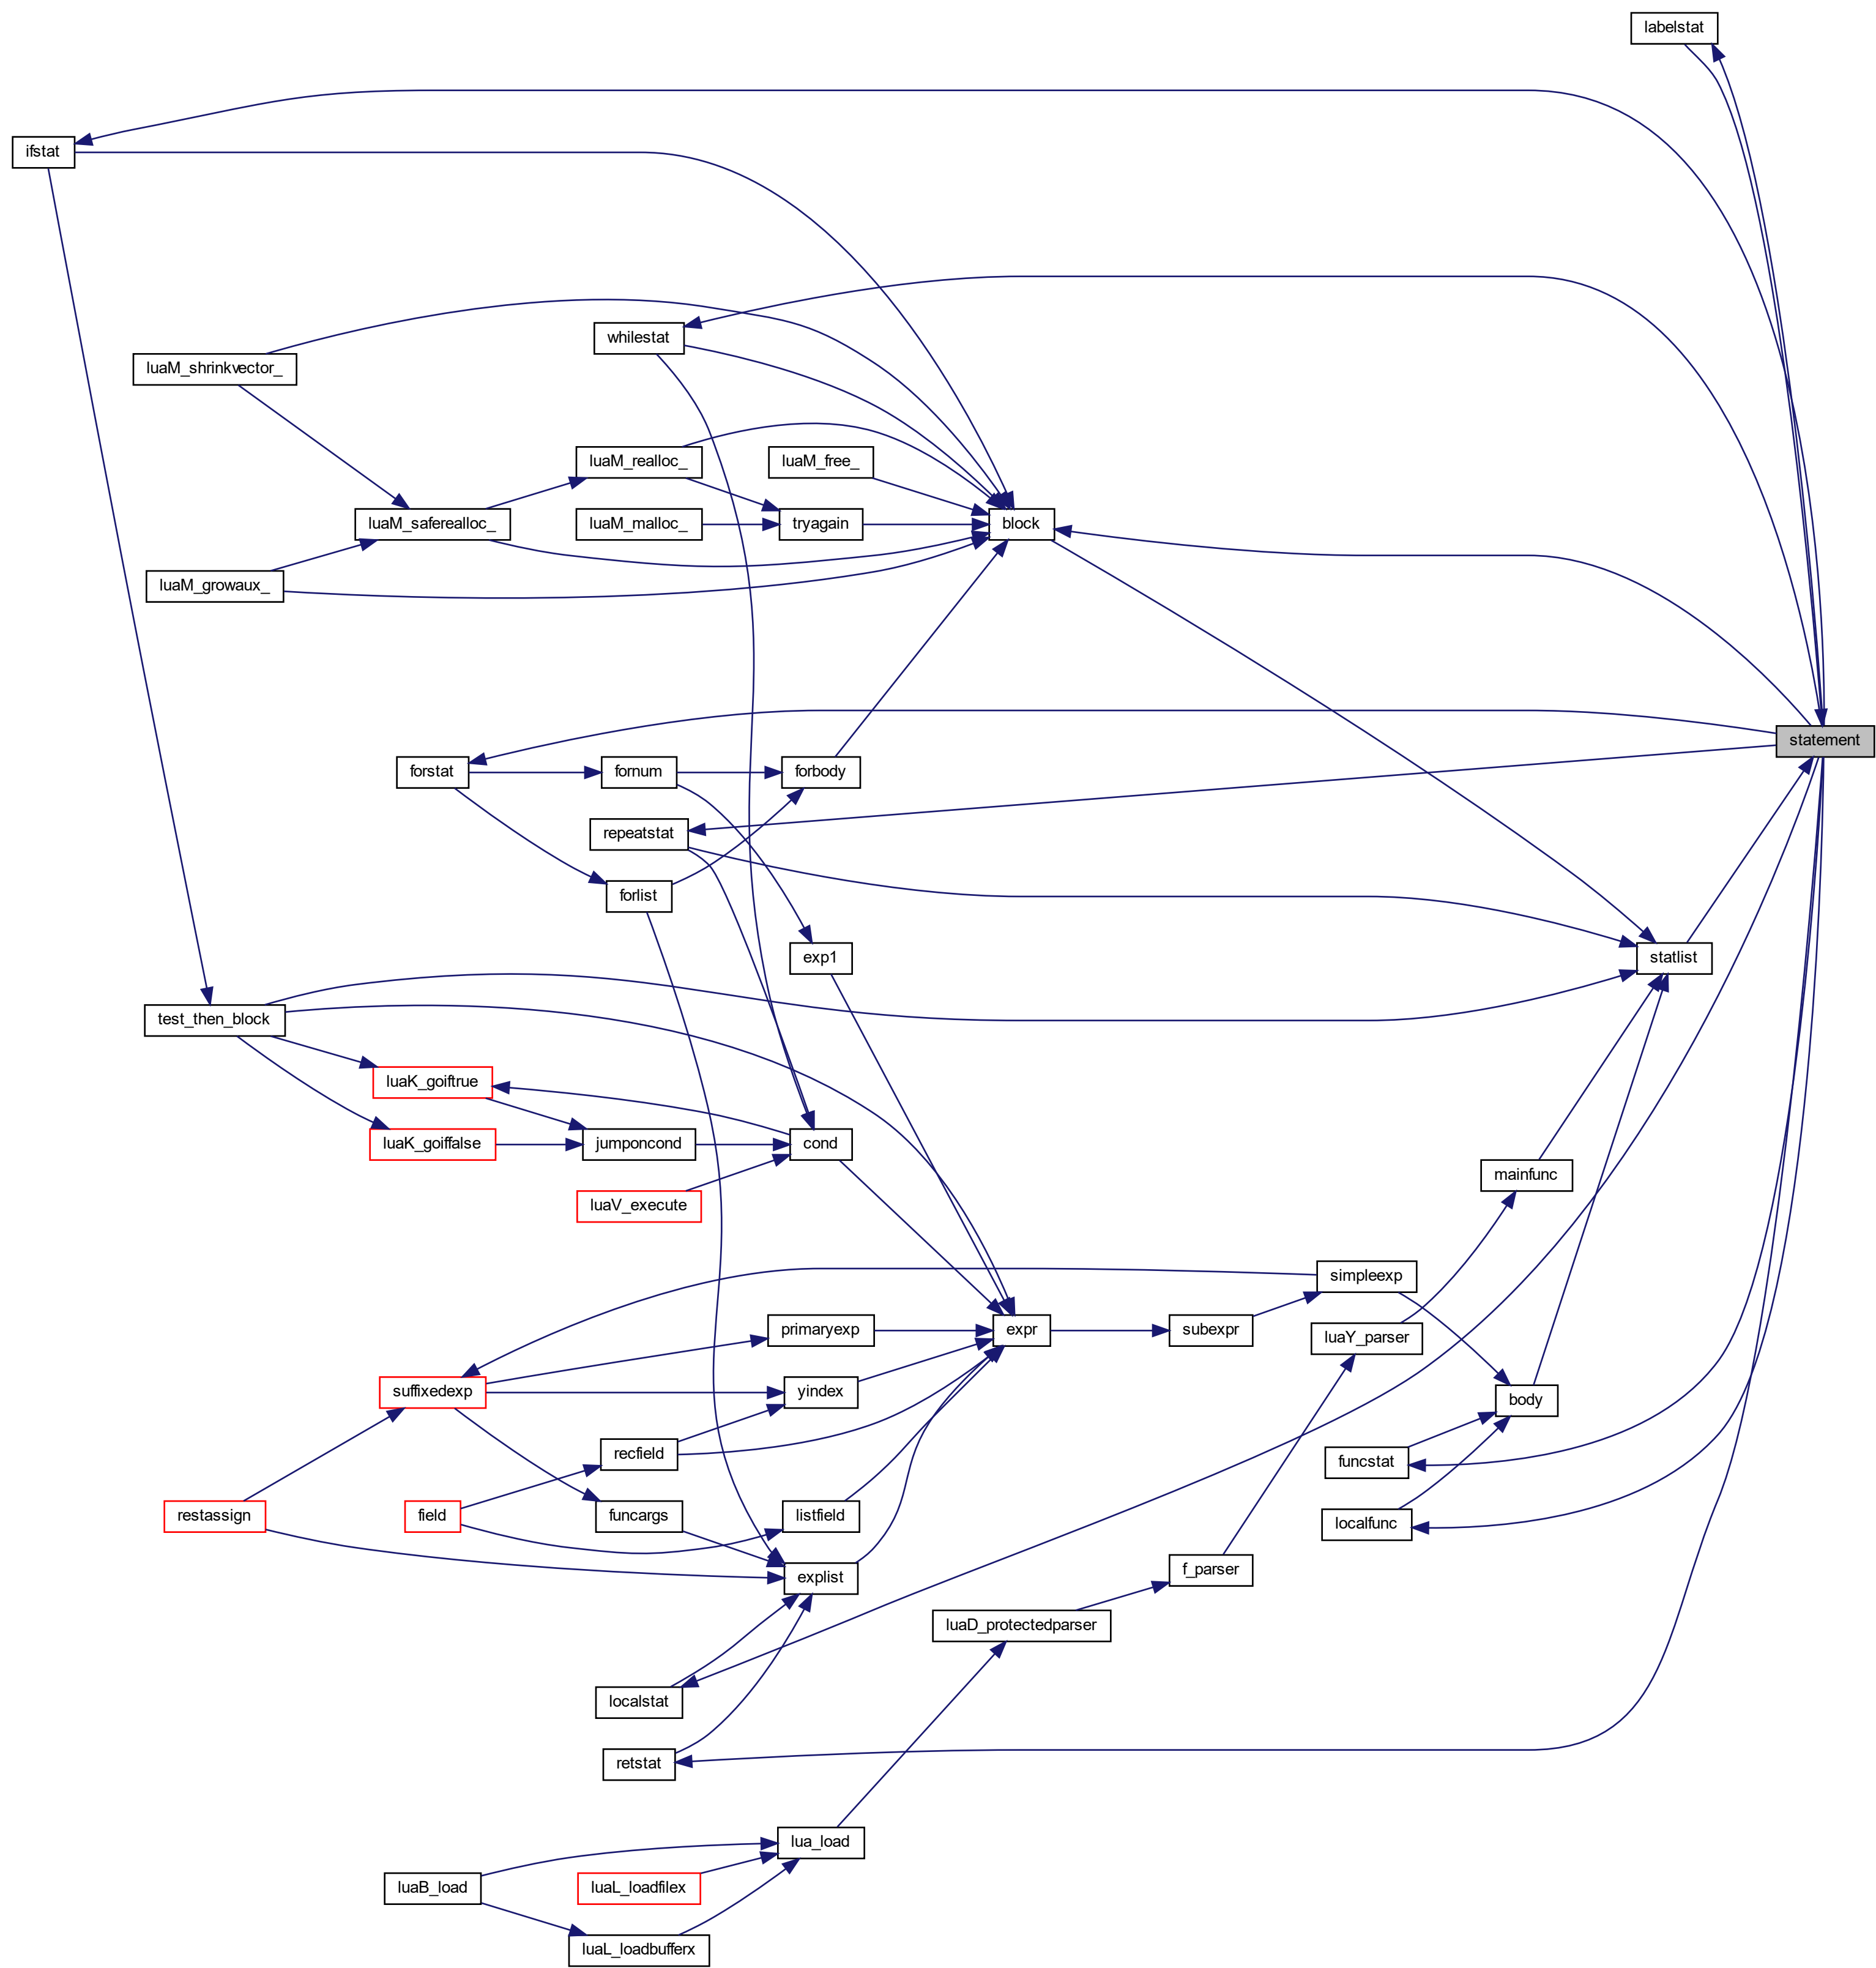 labelstat
ifstat
whilestat
luaM_shrinkvector_
luaM_realloc_
luaM_free_
luaM_saferealloc_
luaM_malloc_
tryagain
block
luaM_growaux_
statement
forstat
fornum
forbody
repeatstat
forlist
exp1
statlist
test_then_block
luaK_goiftrue
luaK_goiffalse
jumponcond
cond
mainfunc
luaV_execute
simpleexp
primaryexp
expr
subexpr
luaY_parser
suffixedexp
yindex
body
recfield
funcstat
restassign
field
funcargs
listfield
localfunc
explist
f_parser
luaD_protectedparser
localstat
retstat
lua_load
luaB_load
luaL_loadfilex
luaL_loadbufferx